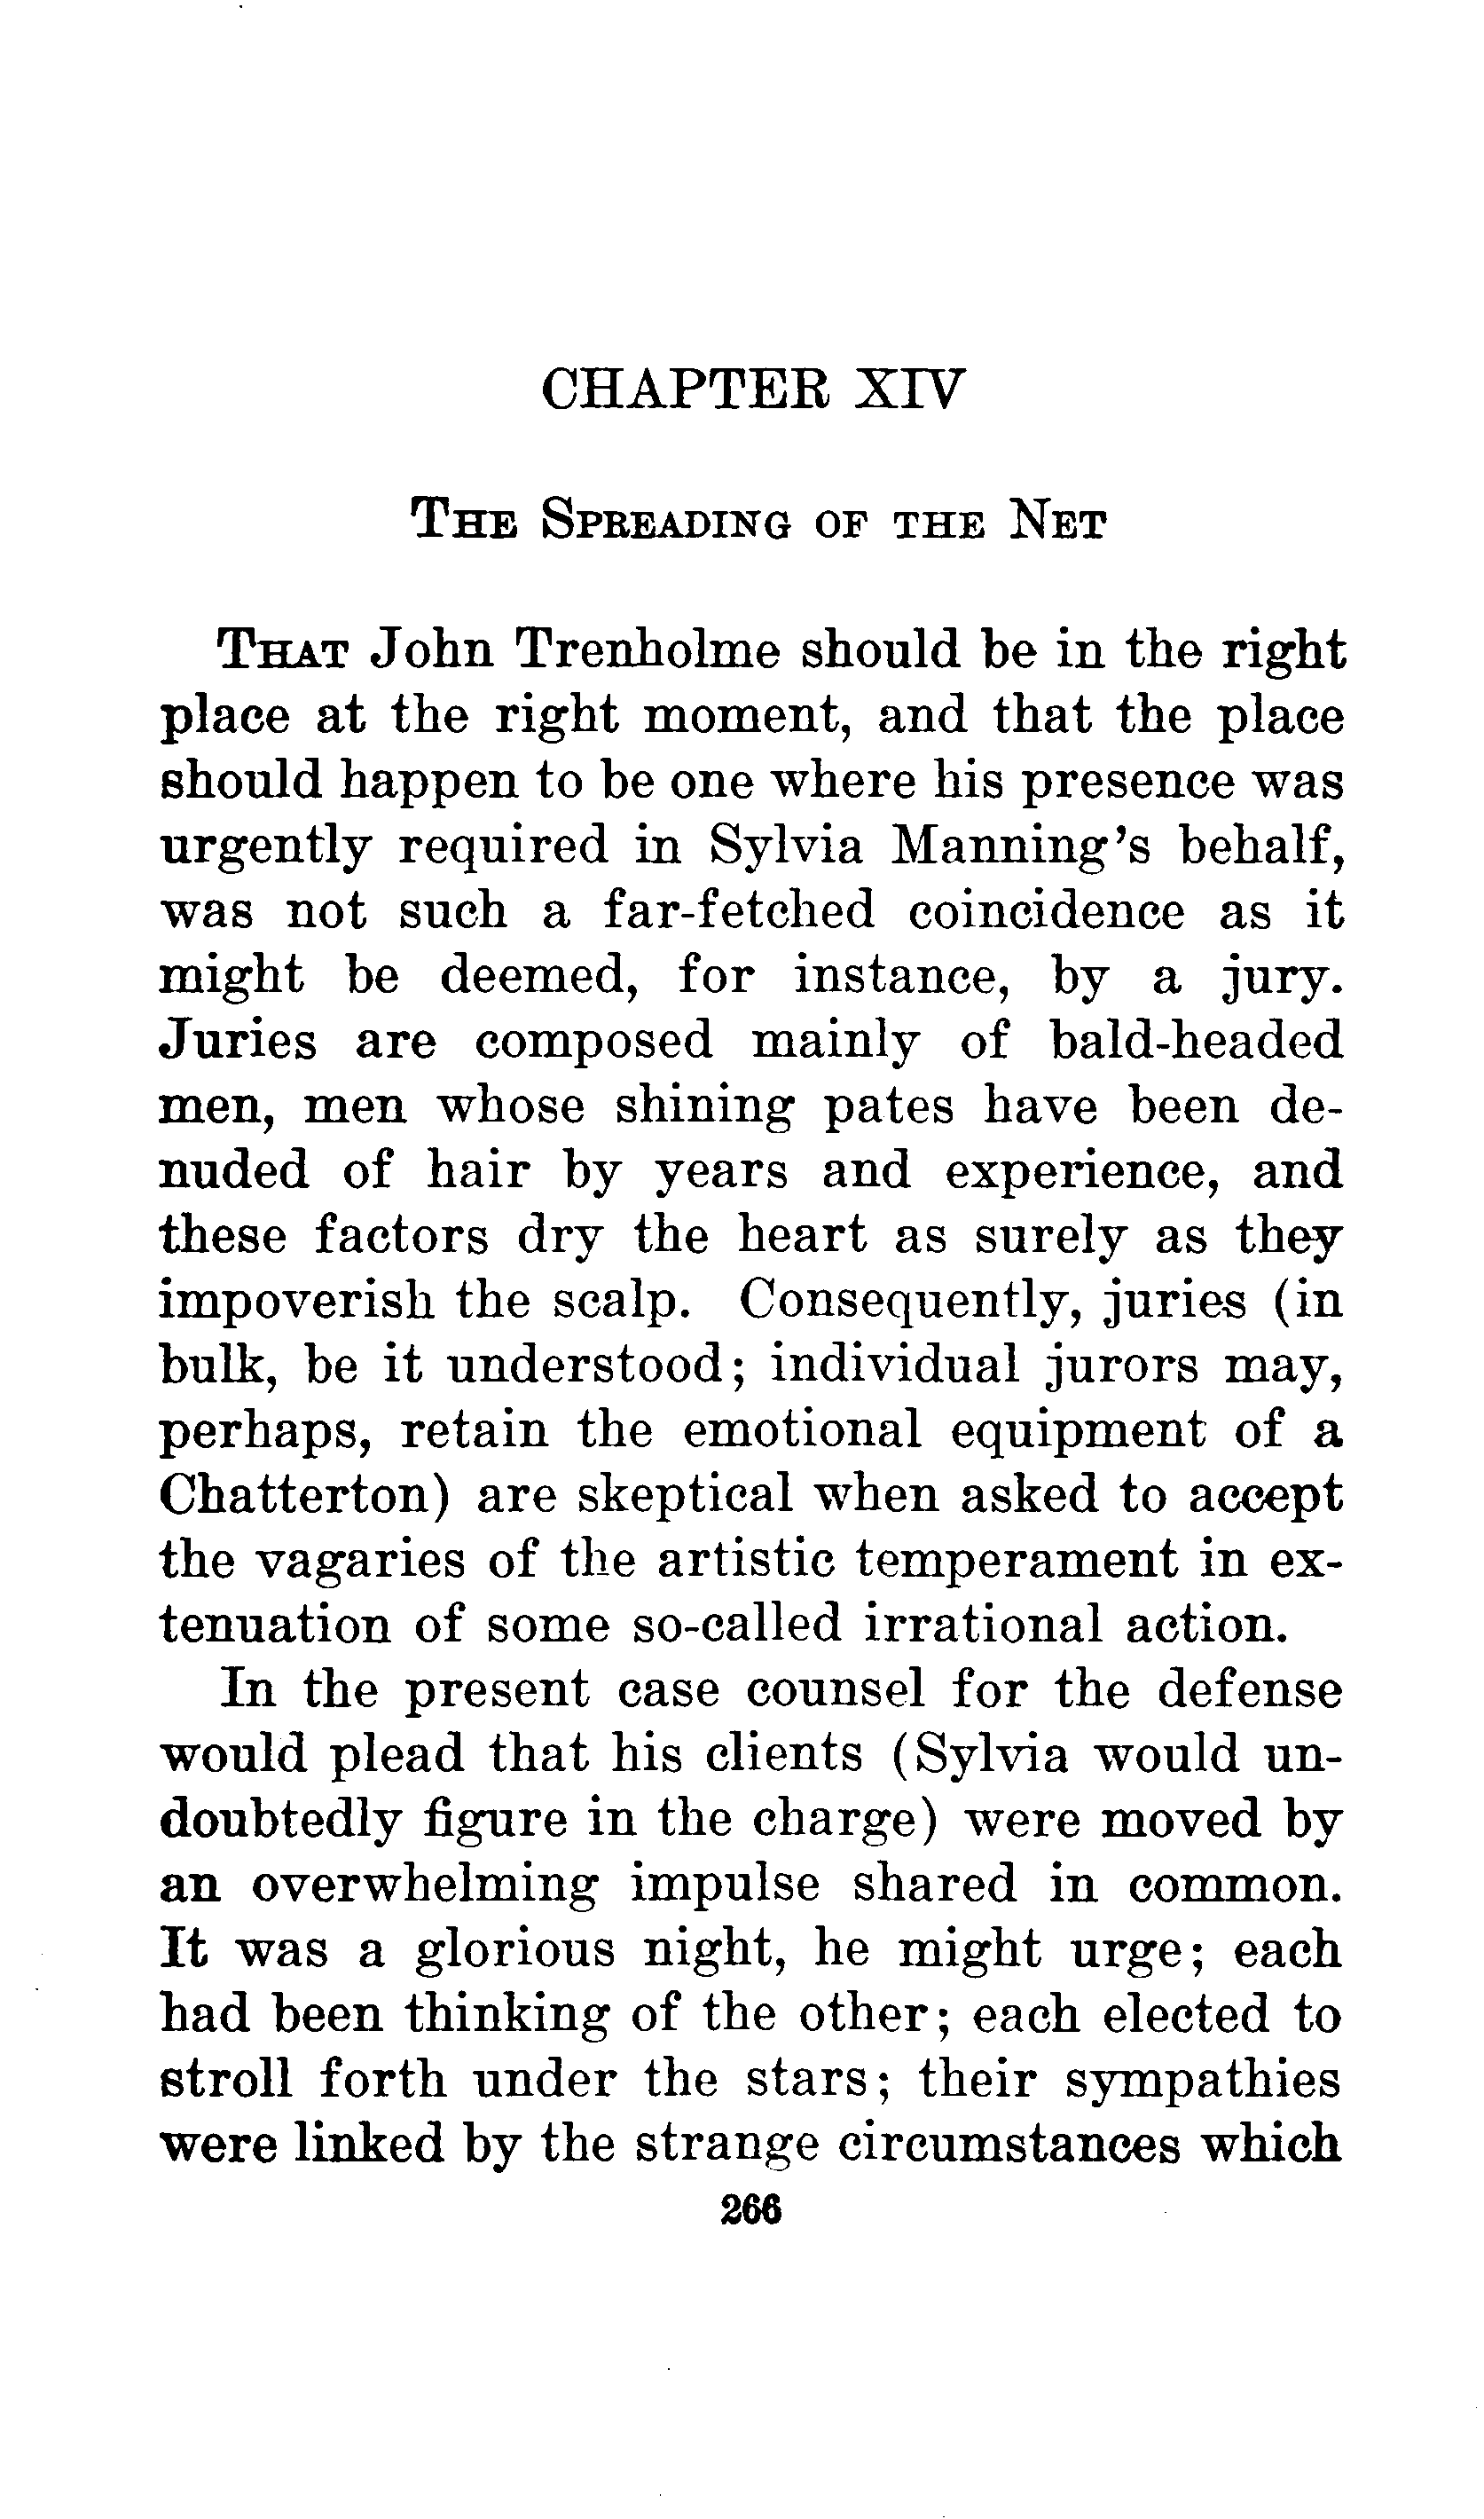 CHAPTER XIV
THE SPREADING OF THE NET
THAT John Trenholme should be in the right
place at the right moment, and that the place
should happen to be one where his presence was
urgently required in Sylvia Manning's behalf,
was not such a far-fetched coincidence as it
might be deemed, for instance, by a jury.
Juries are composed mainly of bald-headed
men, men whose shining pates have been de-
nuded of hair by years and experience, and
these factors dry the heart as surely as they
impoverish the scalp. Consequently, juries (in
bulk, be it understood; individual jurors may,
perhaps, retain the emotional equipment of a
Chatterton) are skeptical when asked to accept
the vagaries of the artistic temperament in ex-
tenuation of some so-called irrational action.
In the present case counsel for the defense
would plead that his clients (Sylvia would un-
doubtedly figure in the charge) were moved by
an overwhelming impulse shared in common.
It was a glorious night, he might urge; each
had been thinking of the other; each elected to
stroll forth under the stars; their sympathies
were linked by the strange circumstances which
266